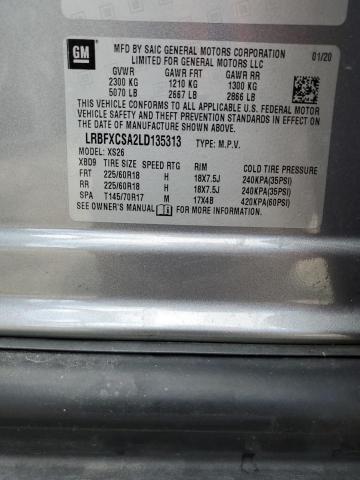 GM
MFD BY SAIC GENERAL MOTORS CORPORATION 01/20
LIMITED FOR GENERAL MOTORS LLC
GVWR GAWR FRT GAWR RR
2300 KG 1210 KG 1300 KG
5070 LB 2667 LB 2866 LB
THIS VEHICLE CONFORMS TO ALL APPLICABLE U.S. FEDERAL MOTOR
VEHICLE SAFETY, BUMPER, AND THEFT PREVENTION STANDARDS IN
EFFECT ON THE DATE OF MANUFACTURE SHOWN ABOVE.
LRBFXCSA2LD135313 TYPE: M.P.V.
MODEL: XS26
XBD9 TIRE SIZE SPEED RTG RIM COLD TIRE PRESSURE
FRT 225/60R18 H 18X7.5J 240KPA(35PSI)
RR 225/60R18 H 18X7.5J 240KPA(35PSI)
SPA T145/70R17 M 17X4B 420KPA(60PSI)
SEE OWNER'S MANUAL FOR MORE INFORMATION.